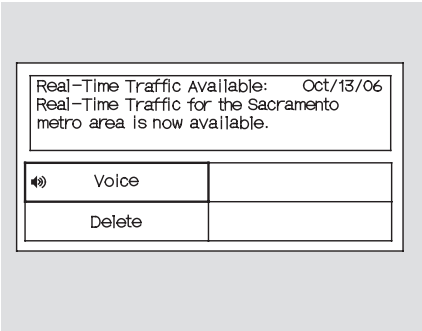 Real-Time Traffic Available: Oct/13/06
Real-Time Traffic for the Sacramento
metro area is now available.
Voice
Delete